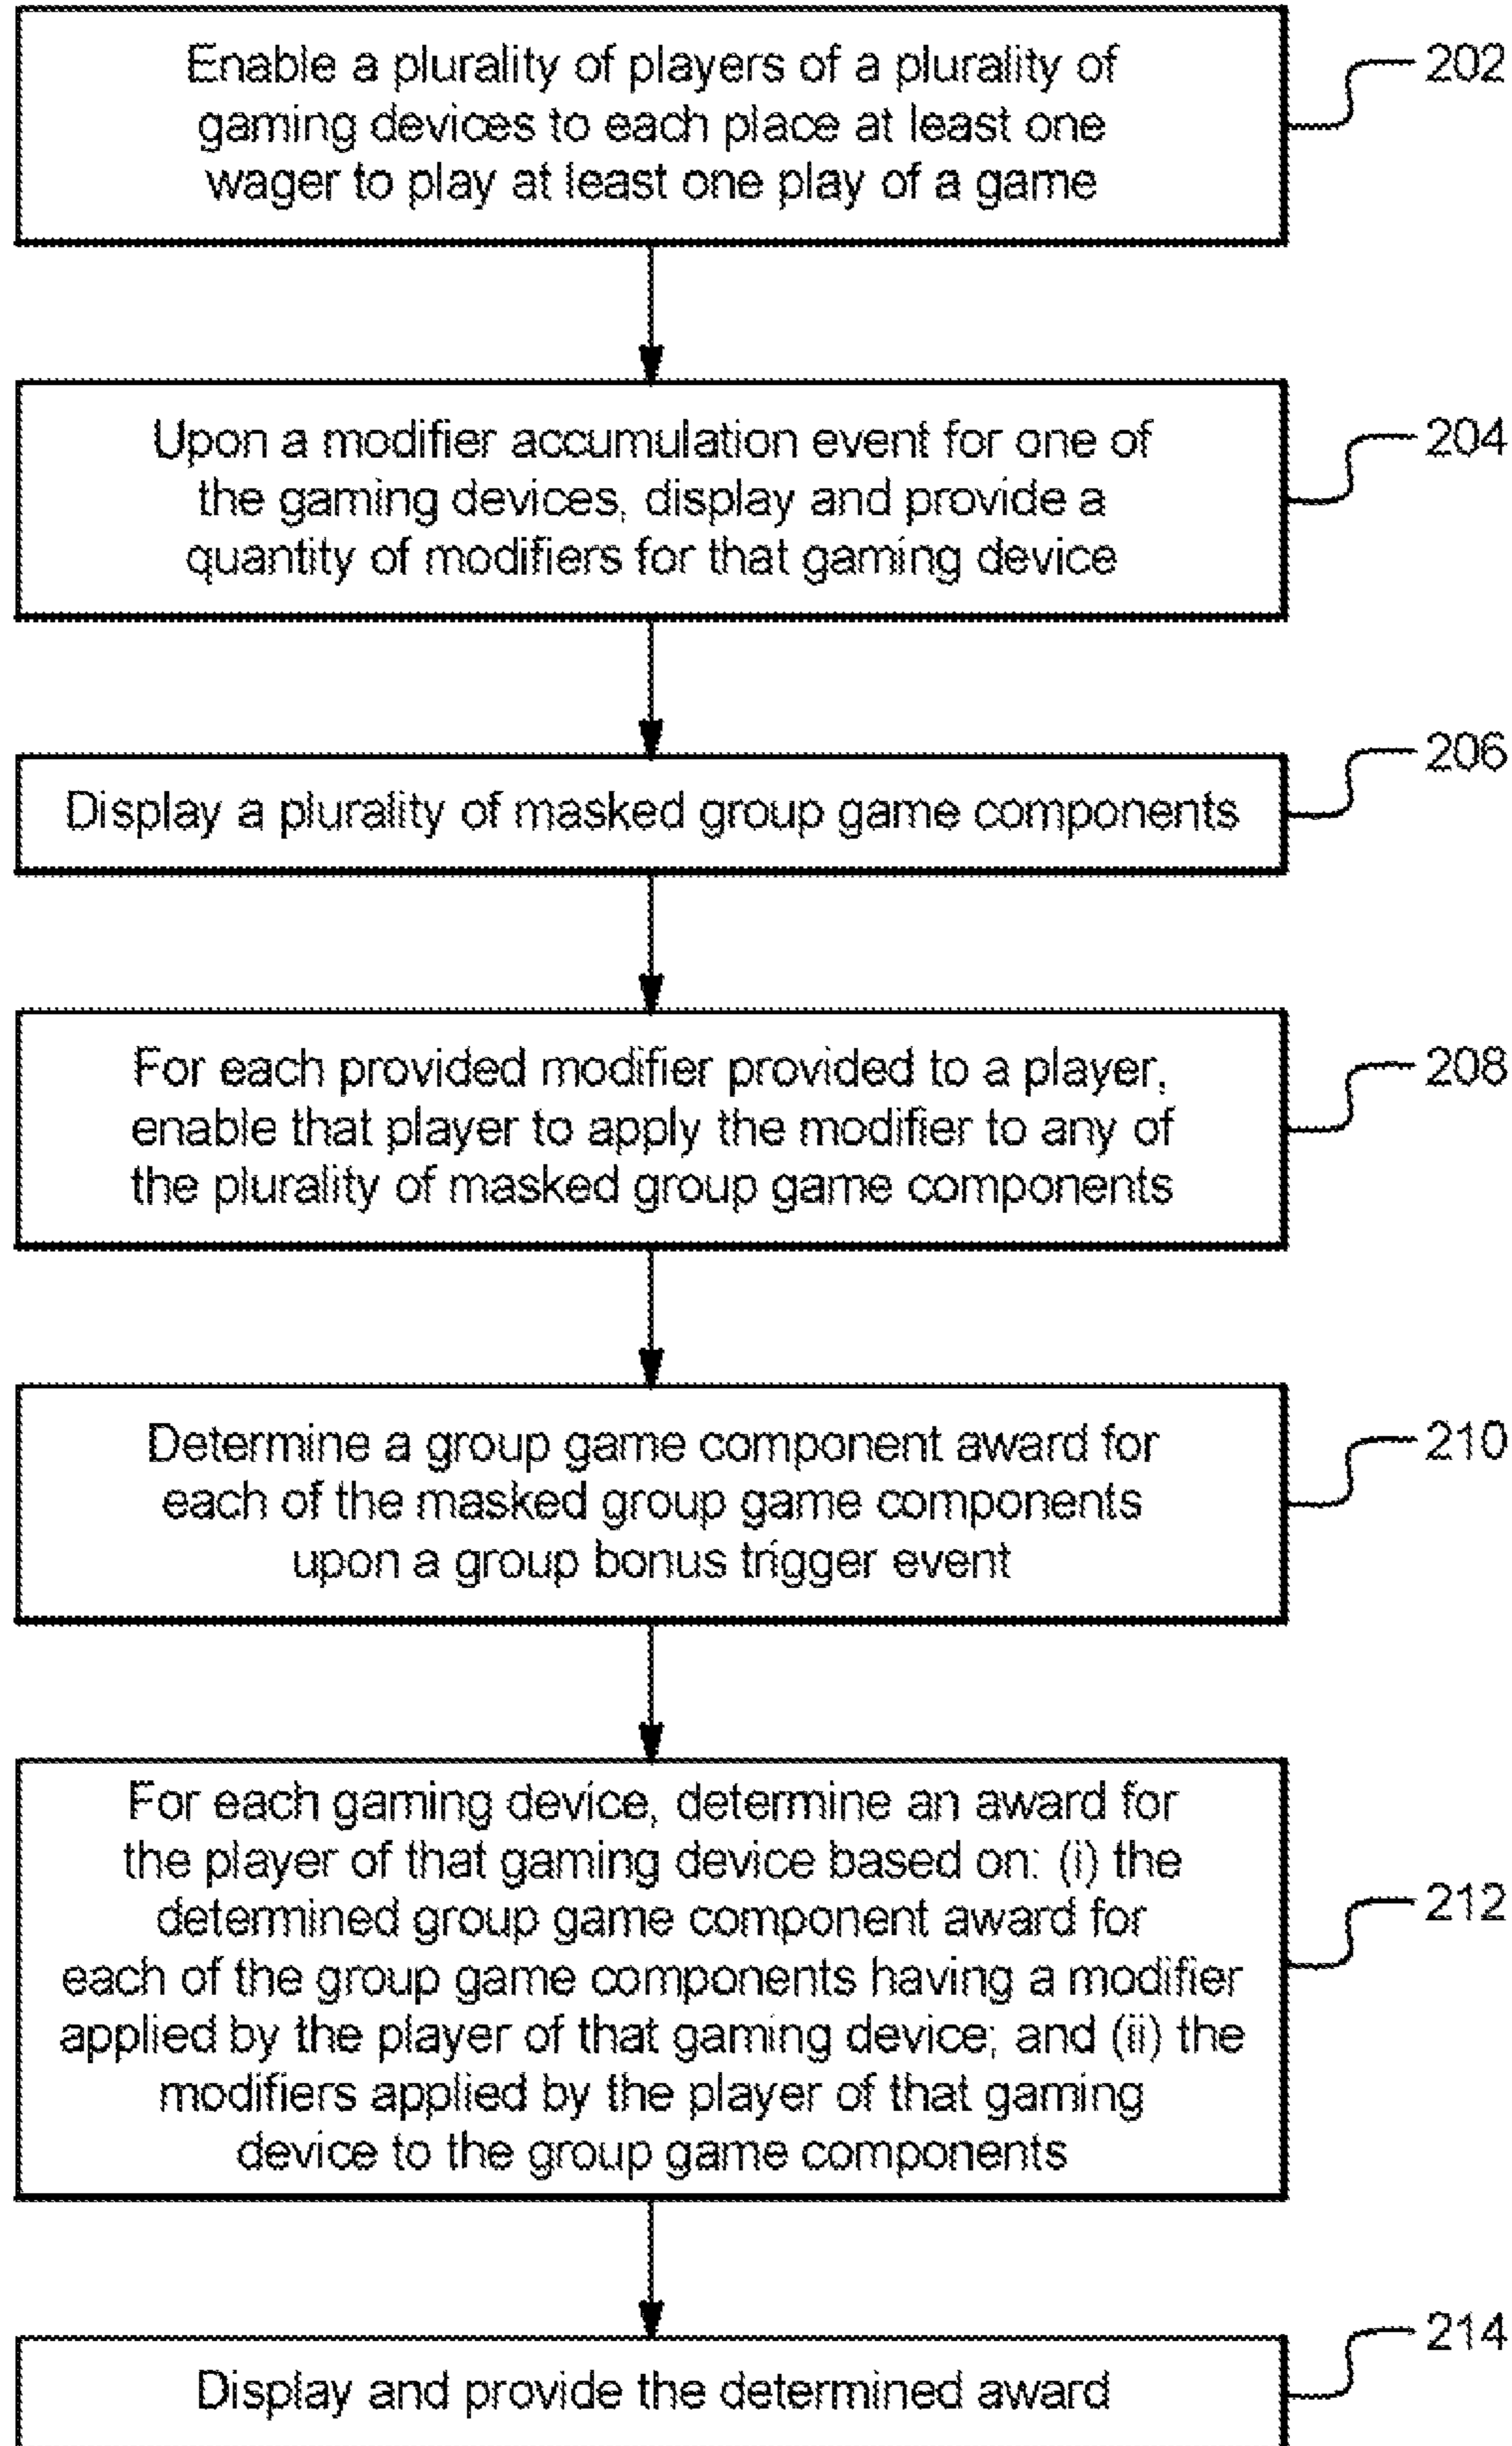 Enable a plurality of players of a plurality of
gaming devices to each place at least one
wager to play at least one play of a game
202
Upon a modifier accumulation event for one of
the gaming devices, display and provide a
quantity of modifiers for that gaming device
204
Display a plurality of masked group game components
206
For each provided modifier provided to a player,
enable that player to apply the modifier to any of
the plurality of masked group game components
208
Determine a group game component award for
each of the masked group game components
upon a group bonus trigger event
210
For each gaming device, determine an award for
the player of that gaming device based on: (i) the
determined group game component award for
each of the group game components having a modifier
applied by the player of that gaming device; and (ii) the
modifiers applied by the player of that gaming
device to the group game components
212
Display and provide the determined award
214